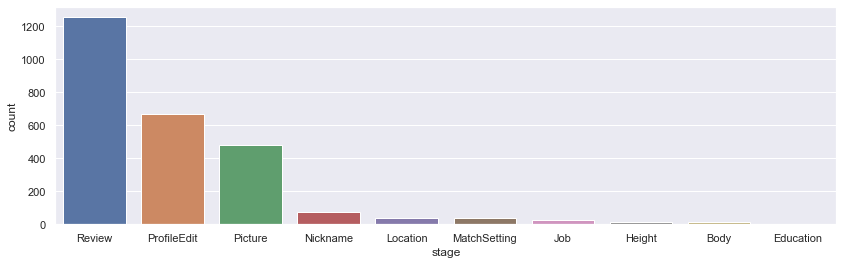 1200
1000
800
600
400
200
0
count
Review ProfileEdit Picture Nickname Location MatchSetting Job Height Body Education
stage